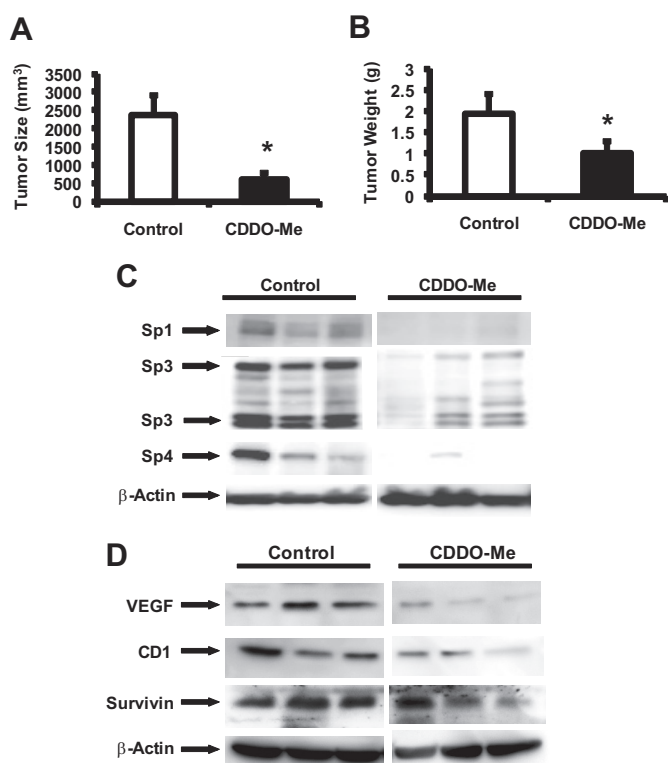 A
Tumor Size (mm³)
3500
3000
2500
2000
1500
1000
500
0
*
Control
CDDO-Me
B
Tumor Weight (g)
3
2.5
2
1.5
1
0.5
0
*
Control
CDDO-Me
C
Control
CDDO-Me
Sp1
Sp3
Sp3
Sp4
β-Actin
D
Control
CDDO-Me
VEGF
CD1
Survivin
β-Actin